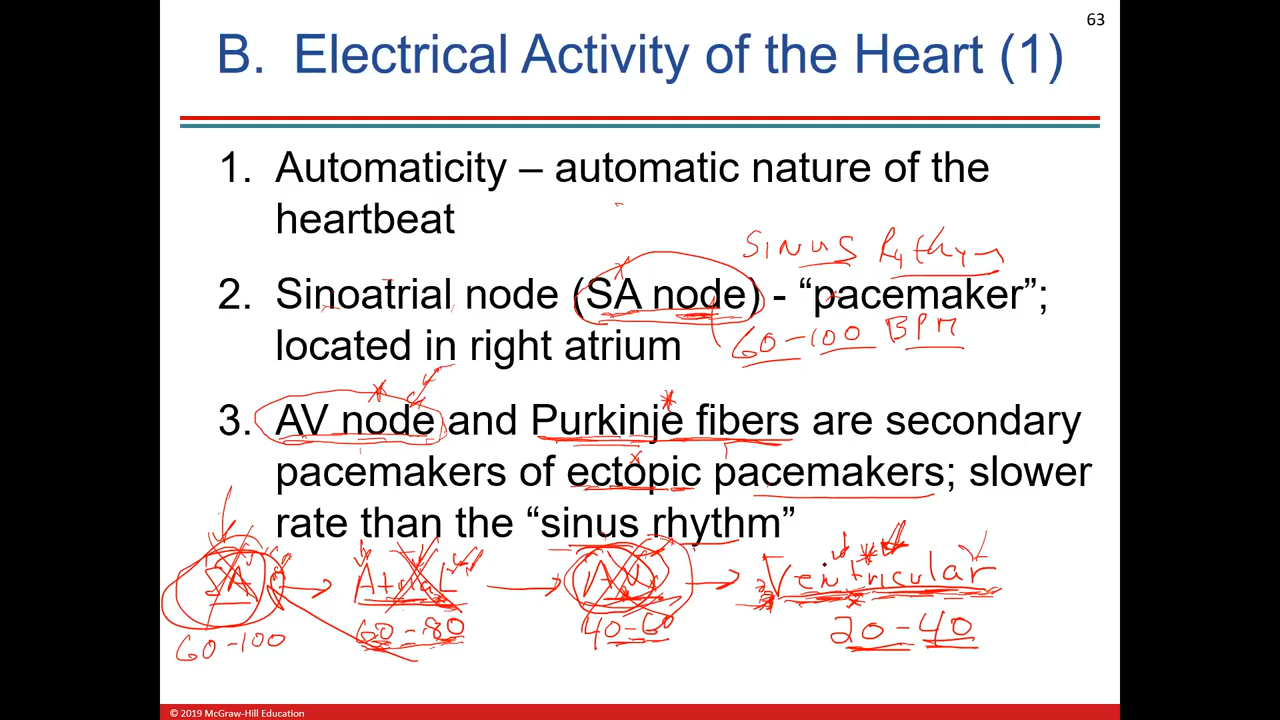 63
B. Electrical Activity of the Heart (1)
1. Automaticity – automatic nature of the
heartbeat
Sinus Rythym
2. Sinoatrial node (SA node) - “pacemaker”;
60-100 BPM
located in right atrium
3. AV node and Purkinje fibers are secondary
pacemakers of ectopic pacemakers; slower
rate than the “sinus rhythm”
SA → Atrial → AV → Ventricular
60-100 60-80 40-60 20-40
© 2019 McGraw-Hill Education